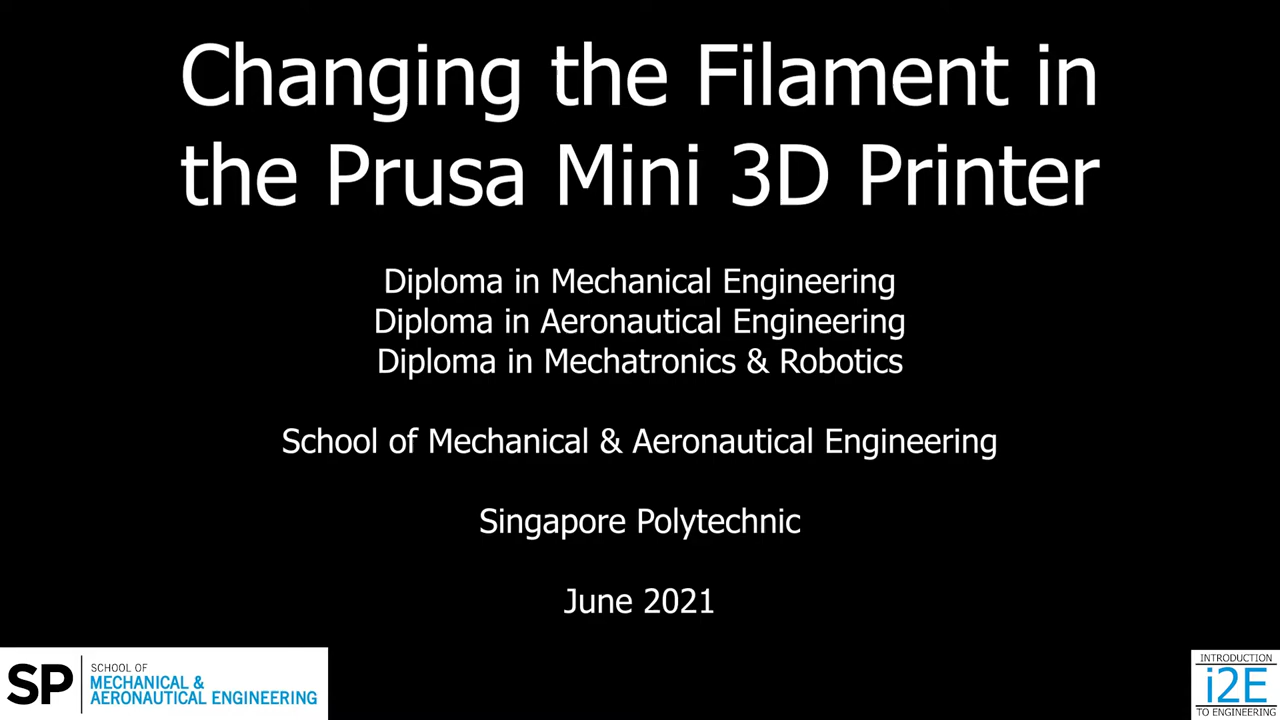 Changing the Filament in
the Prusa Mini 3D Printer
Diploma in Mechanical Engineering
Diploma in Aeronautical Engineering
Diploma in Mechatronics & Robotics
School of Mechanical & Aeronautical Engineering
Singapore Polytechnic
June 2021
SP
SCHOOL OF
MECHANICAL &
AERONAUTICAL ENGINEERING
INTRODUCTION
i2E
TO ENGINEERING